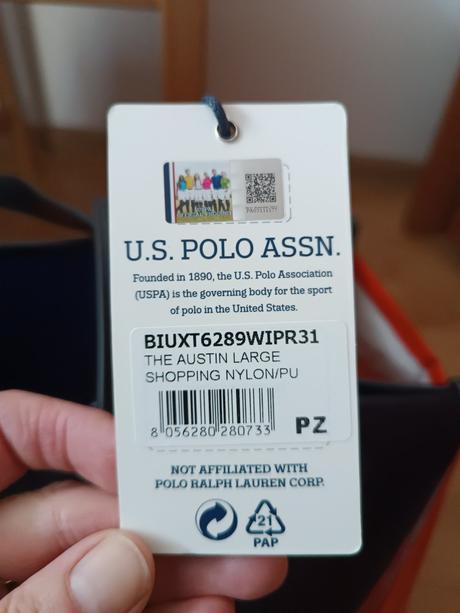 U.S. POLO ASSN.
Founded in 1890, the U.S. Polo Association
(USPA) is the governing body for the sport
of polo in the United States.
BIUXT6289WIPR31
THE AUSTIN LARGE
SHOPPING NYLON/PU
8 056280 280733
PZ
NOT AFFILIATED WITH
POLO RALPH LAUREN CORP.
21
PAP